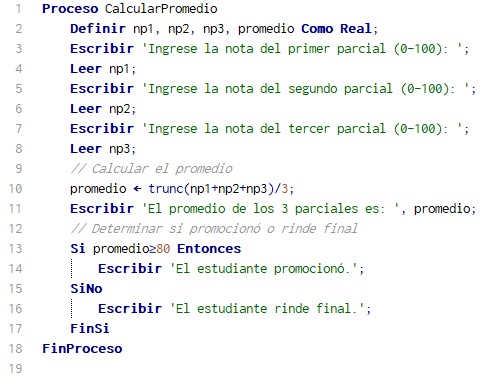 1 Proceso CalcularPromedio
2 Definir np1, np2, np3, promedio Como Real;
3 Escribir 'Ingrese la nota del primer parcial (0-100): ';
4 Leer np1;
5 Escribir 'Ingrese la nota del segundo parcial (0-100): ';
6 Leer np2;
7 Escribir 'Ingrese la nota del tercer parcial (0-100): ';
8 Leer np3;
9 // Calcular el promedio
10 promedio ← trunc(np1+np2+np3)/3;
11 Escribir 'El promedio de los 3 parciales es: ', promedio;
12 // Determinar si promocionó o rinde final
13 Si promedio≥80 Entonces
14 Escribir 'El estudiante promocionó.';
15 SiNo
16 Escribir 'El estudiante rinde final.';
17 FinSi
18 FinProceso
19